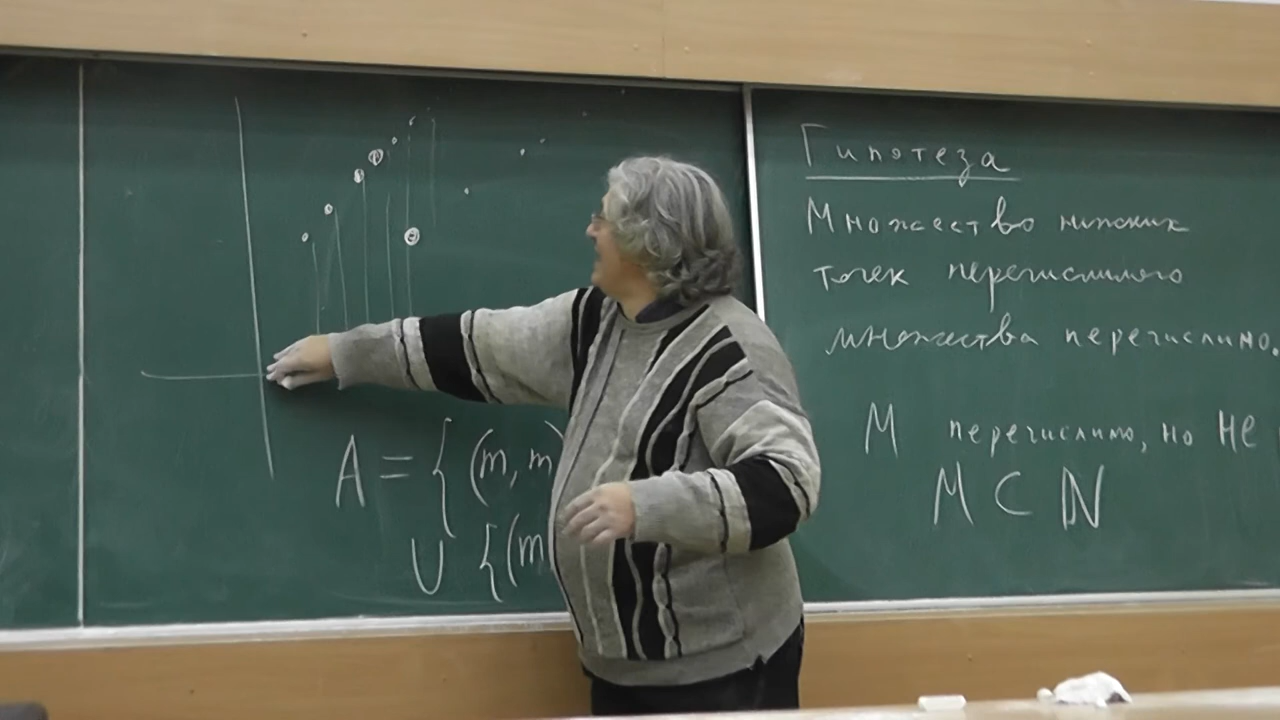 A = { (m, m)
∪ {(m
Гипотеза
Множество нижних
точек перечислимого
множества перечислимо.
M перечислимо, но не
M ⊂ ℕ